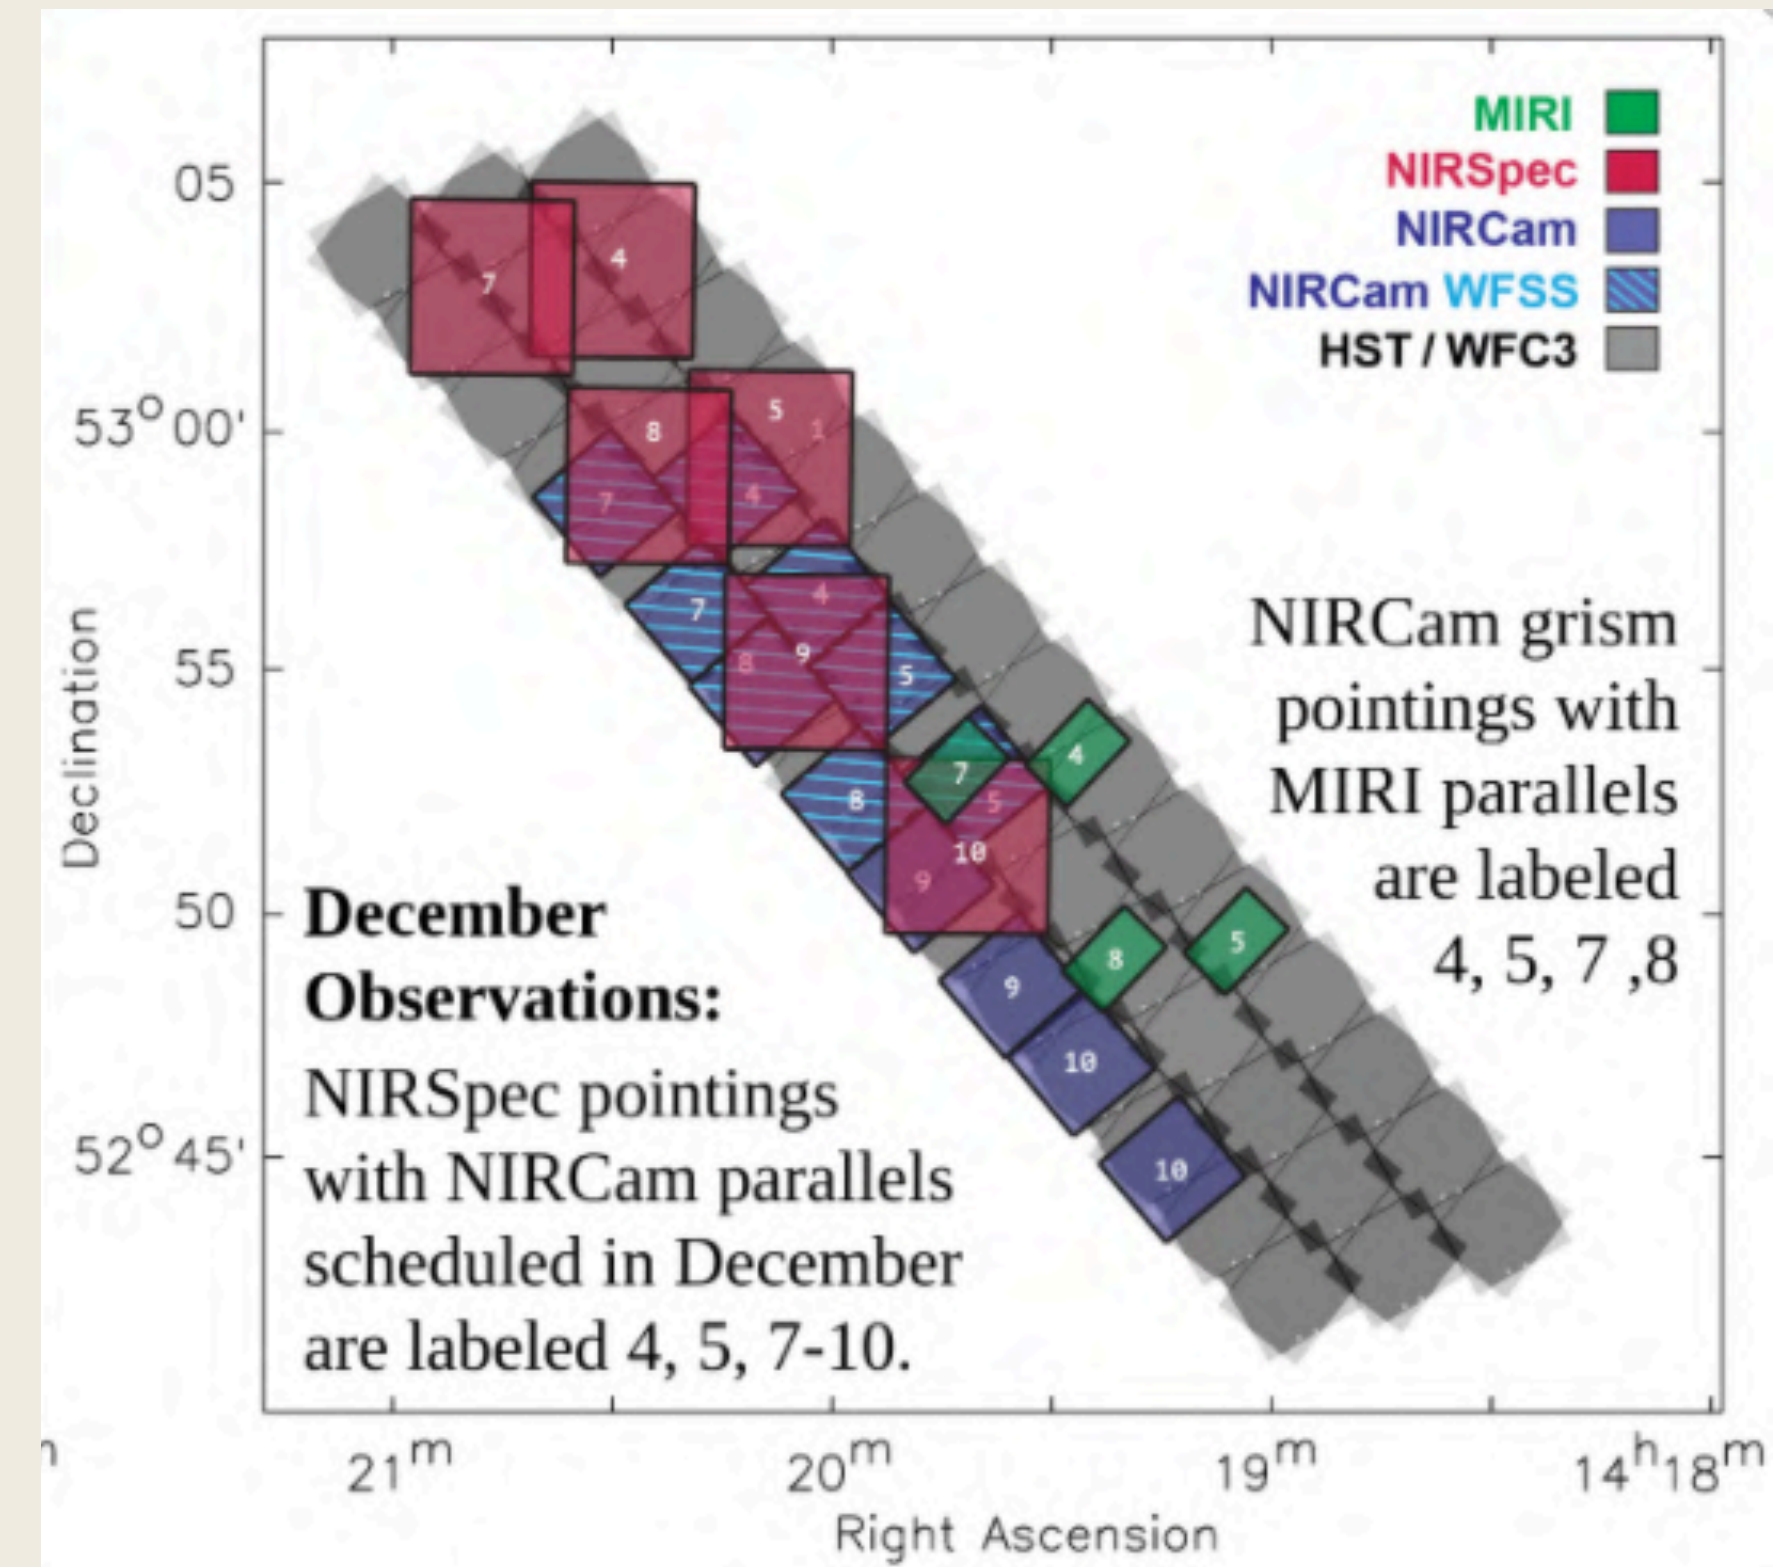 MIRI
NIRSpec
NIRCam
NIRCam WFSS
HST / WFC3
05
53° 00'
55
50
52° 45'
Declination
7
4
8
5
1
7
4
7
4
8
9
5
7
4
8
5
10
9
8
5
9
10
10
NIRCam grism
pointings with
MIRI parallels
are labeled
4, 5, 7 ,8
December
Observations:
NIRSpec pointings
with NIRCam parallels
scheduled in December
are labeled 4, 5, 7-10.
m
21ᵐ
20ᵐ
19ᵐ
14ʰ18ᵐ
Right Ascension